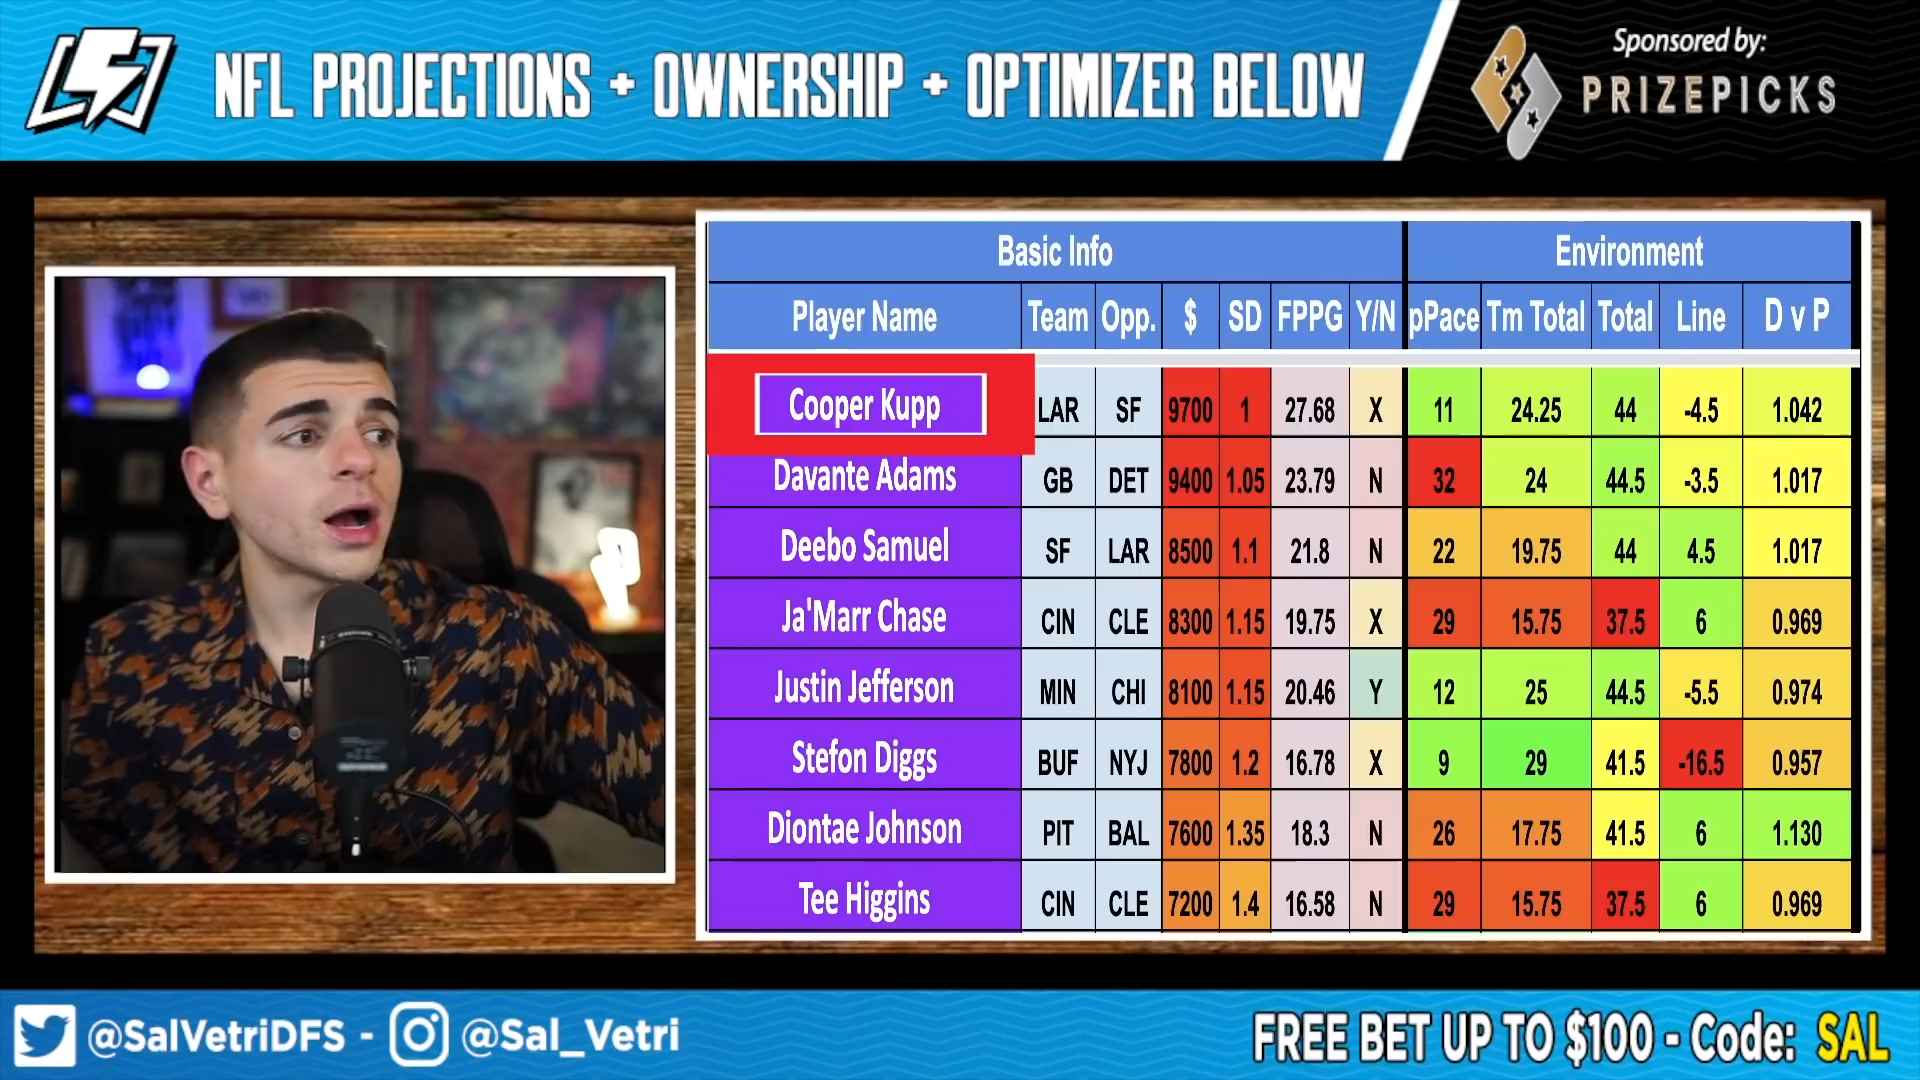 NFL PROJECTIONS + OWNERSHIP + OPTIMIZER BELOW
Sponsored by:
PRIZEPICKS
Basic Info Environment
Player Name Team Opp. $ SD FPPG Y/N pPace Tm Total Total Line D v P
Cooper Kupp LAR SF 9700 1 27.68 X 11 24.25 44 -4.5 1.042
Davante Adams GB DET 9400 1.05 23.79 N 32 24 44.5 -3.5 1.017
Deebo Samuel SF LAR 8500 1.1 21.8 N 22 19.75 44 4.5 1.017
Ja'Marr Chase CIN CLE 8300 1.15 19.75 X 29 15.75 37.5 6 0.969
Justin Jefferson MIN CHI 8100 1.15 20.46 Y 12 25 44.5 -5.5 0.974
Stefon Diggs BUF NYJ 7800 1.2 16.78 X 9 29 41.5 -16.5 0.957
Diontae Johnson PIT BAL 7600 1.35 18.3 N 26 17.75 41.5 6 1.130
Tee Higgins CIN CLE 7200 1.4 16.58 N 29 15.75 37.5 6 0.969
@SalVetriDFS - @Sal_Vetri
FREE BET UP TO $100 - Code: SAL